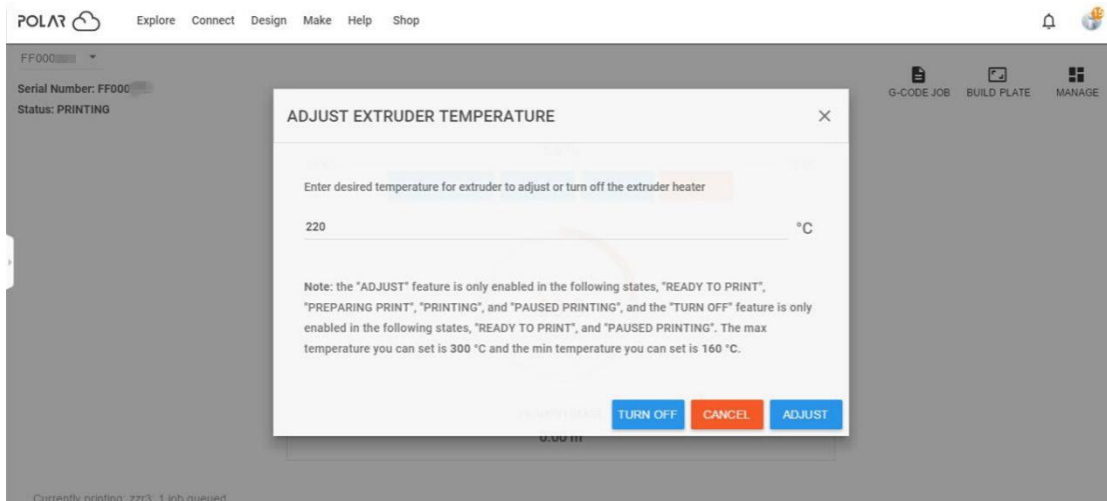 POLAR
Explore Connect Design Make Help Shop
FF000
Serial Number: FF000
Status: PRINTING
G-CODE JOB BUILD PLATE MANAGE
ADJUST EXTRUDER TEMPERATURE
Enter desired temperature for extruder to adjust or turn off the extruder heater
220 °C
Note: the "ADJUST" feature is only enabled in the following states, "READY TO PRINT",
"PREPARING PRINT", "PRINTING", and "PAUSED PRINTING", and the "TURN OFF" feature is only
enabled in the following states, "READY TO PRINT", and "PAUSED PRINTING". The max
temperature you can set is 300 °C and the min temperature you can set is 160 °C.
TURN OFF CANCEL ADJUST
0.00 m
Currently printing: zzr3; 1 job queued